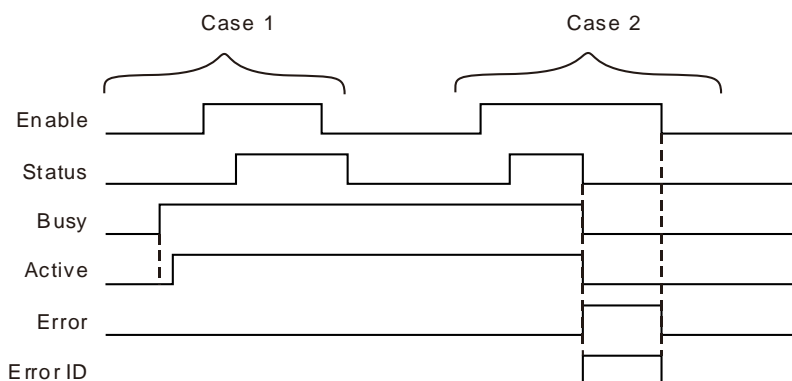 Case 1
Case 2
Enable
Status
Busy
Active
Error
Error ID